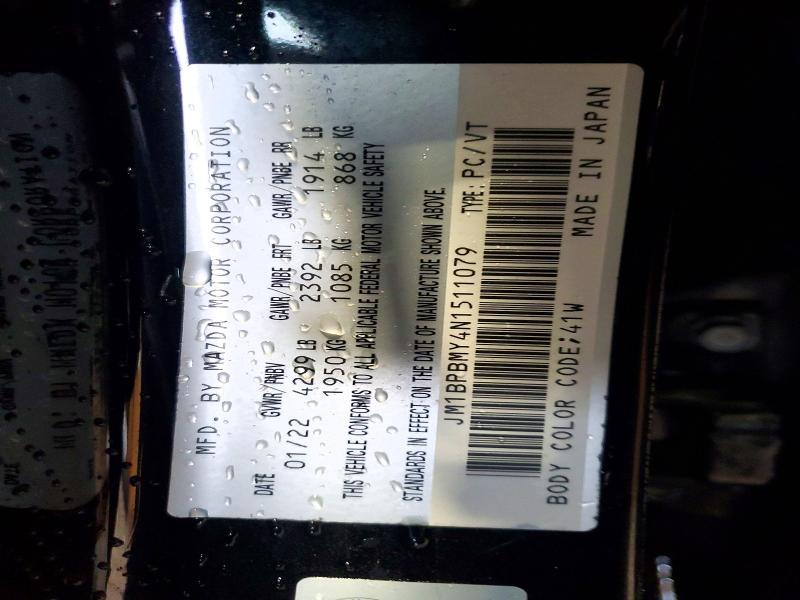 MFD. BY MAZDA MOTOR CORPORATION
DATE GVWR/PNBV GAWR/PNBE FRT GAWR/PNBE RR
01/22 4299 LB 2392 LB 1914 LB
1950 KG 1085 KG 868 KG
THIS VEHICLE CONFORMS TO ALL APPLICABLE FEDERAL MOTOR VEHICLE SAFETY
STANDARDS IN EFFECT ON THE DATE OF MANUFACTURE SHOWN ABOVE.
JM1BPBMY4N1511079 TYPE: PC/VT
BODY COLOR CODE;41W MADE IN JAPAN